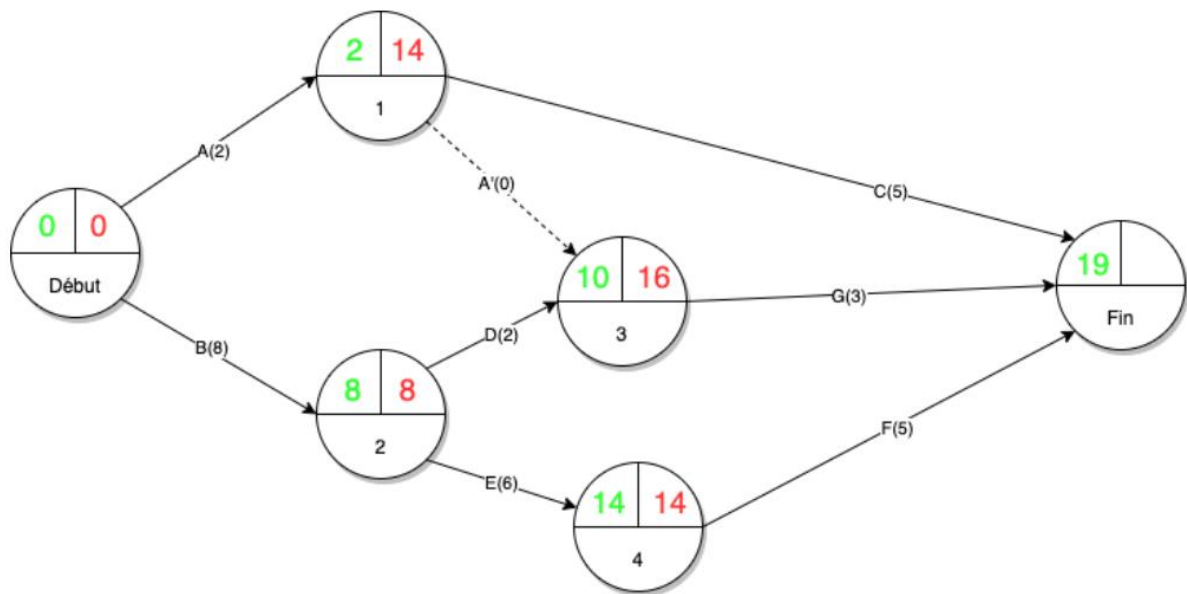 2 14
1
A(2)
A'(0)
C(5)
0 0
Début
10 16
3
19
Fin
G(3)
B(8)
D(2)
8 8
2
F(5)
E(6)
14 14
4